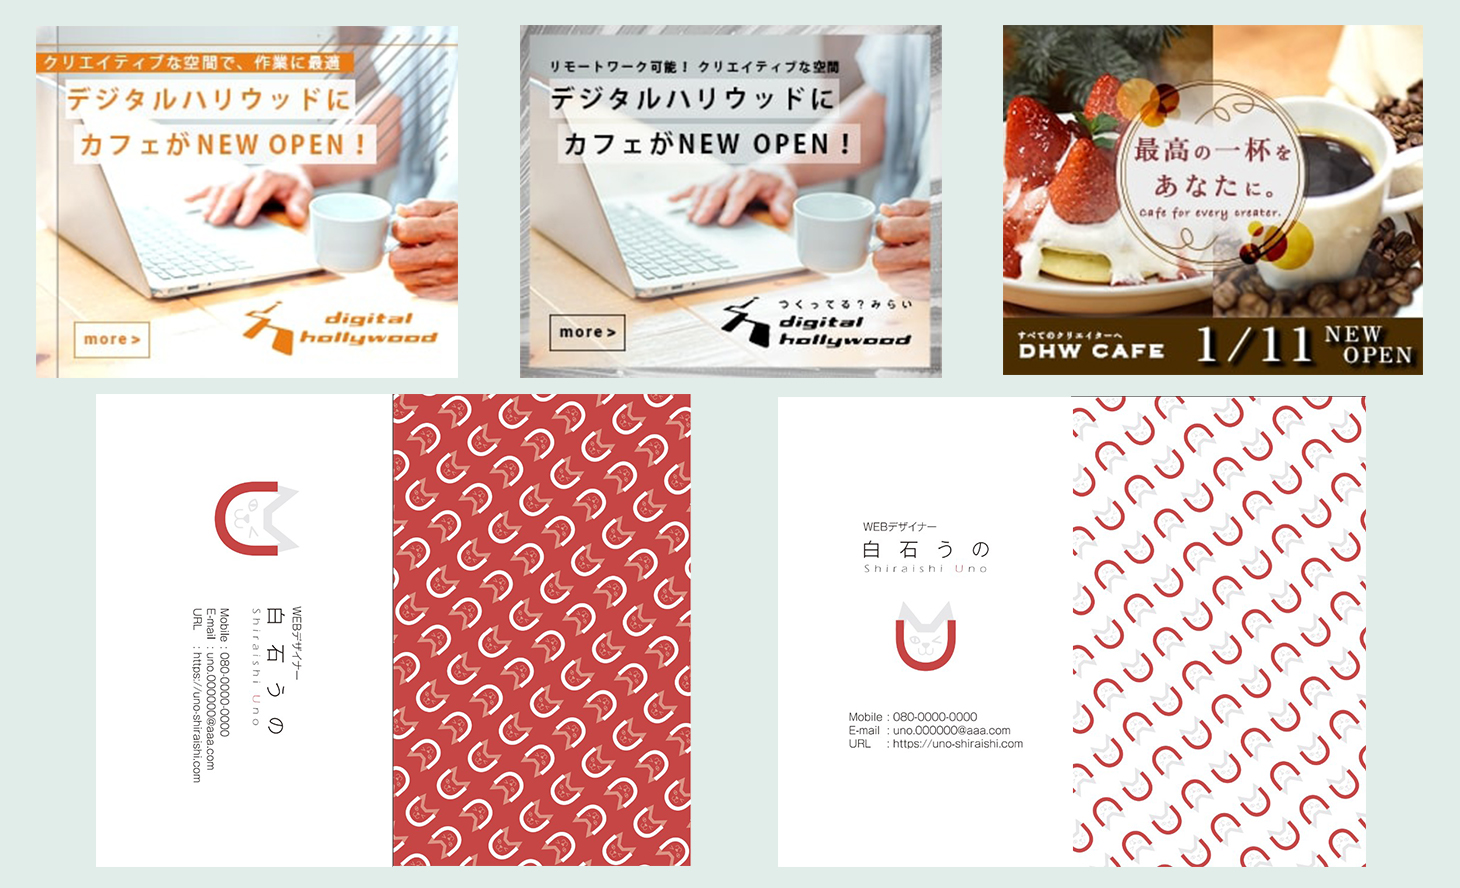 クリエイティブな空間で、作業に最適
デジタルハリウッドに
カフェがNEW OPEN！
more >
digital
hollywood
リモートワーク可能！ クリエイティブな空間
デジタルハリウッドに
カフェがNEW OPEN！
more >
つくってる？みらい
digital
hollywood
最高の一杯を
あなたに。
Cafe for every creater.
すべてのクリエイターへ
DHW CAFE
1/11
NEW
OPEN
WEBデザイナー
白石うの
Shiraishi Uno
Mobile : 080-0000-0000
E-mail : uno.000000@aaa.com
URL : https://uno-shiraishi.com
WEBデザイナー
白石うの
Shiraishi Uno
Mobile : 080-0000-0000
E-mail : uno.000000@aaa.com
URL : https://uno-shiraishi.com